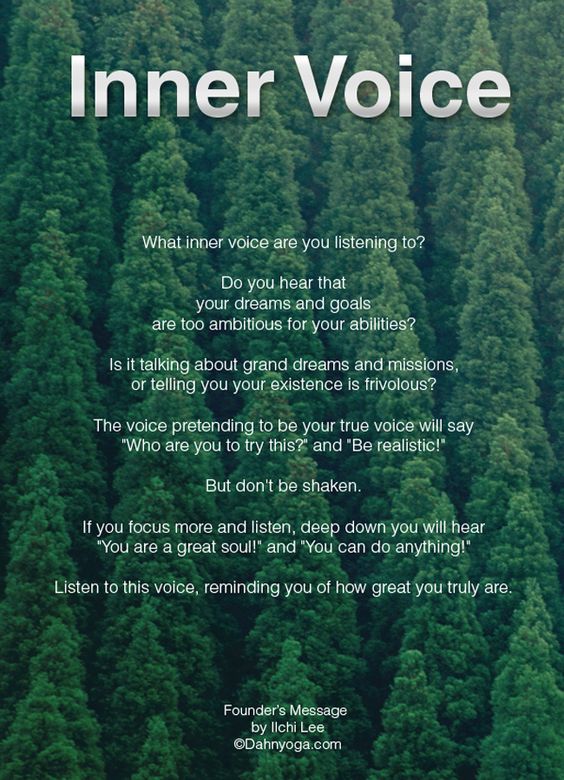 Inner Voice
What inner voice are you listening to?
Do you hear that
your dreams and goals
are too ambitious for your abilities?
Is it talking about grand dreams and missions,
or telling you your existence is frivolous?
The voice pretending to be your true voice will say
"Who are you to try this?" and "Be realistic!"
But don't be shaken.
If you focus more and listen, deep down you will hear
"You are a great soul!" and "You can do anything!"
Listen to this voice, reminding you of how great you truly are.
Founder's Message
by Ilchi Lee
©Dahnyoga.com